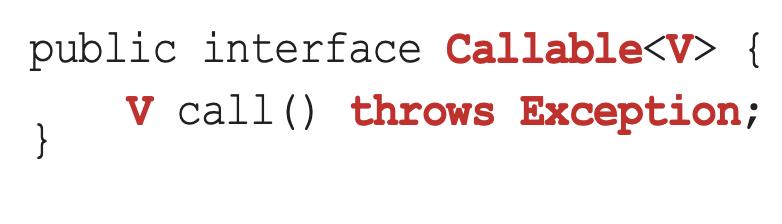 public interface Callable<V> {
V call() throws Exception;
}